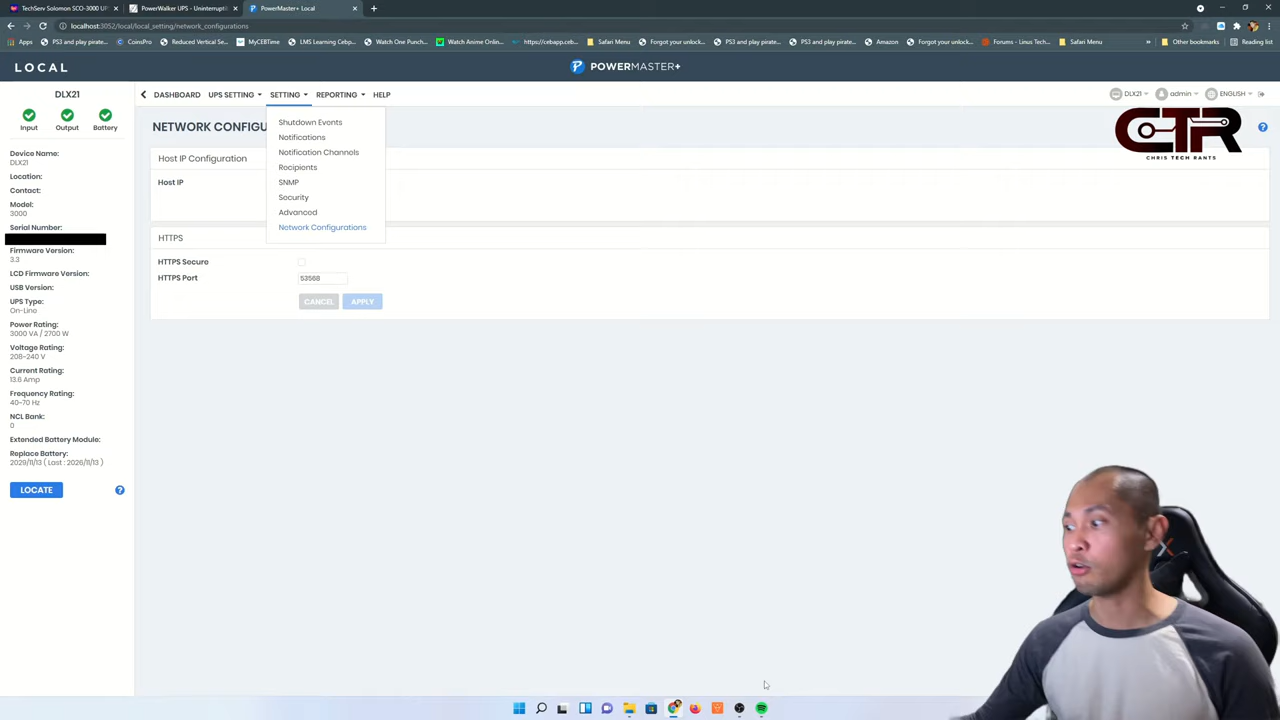 TechServ Solomon SCO-3000 UP
PowerWalker UPS - Uninterrupti
PowerMaster+ Local
localhost:3052/local/local_setting/network_configurations
Apps
PS3 and play pirate...
CoinsPro
Reduced Vertical Se...
MyCEBTime
LMS Learning Cebp...
Watch One Punch...
Watch Anime Online...
https://cebapp.ceb...
Safari Menu
Forgot your unlock...
PS3 and play pirate...
PS3 and play pirate...
Forgot your unlock...
Amazon
Forgot your unlock...
Forums - Linus Tech...
Safari Menu
»
Other bookmarks
Reading list
LOCAL
POWERMASTER+
DLX21
Input
Output
Battery
DASHBOARD
UPS SETTING
SETTING
REPORTING
HELP
DLX21
admin
ENGLISH
NETWORK CONFIGU
Shutdown Events
Notifications
Notification Channels
Recipients
SNMP
Security
Advanced
Network Configurations
Host IP Configuration
Host IP
HTTPS
HTTPS Secure
HTTPS Port
53568
CANCEL
APPLY
Device Name:
DLX21
Location:
Contact:
Model:
3000
Serial Number:
Firmware Version:
3.3
LCD Firmware Version:
USB Version:
UPS Type:
On-Line
Power Rating:
3000 VA / 2700 W
Voltage Rating:
208~240 V
Current Rating:
13.6 Amp
Frequency Rating:
40~70 Hz
NCL Bank:
0
Extended Battery Module:
Replace Battery:
2029/11/13 ( Last : 2026/11/13 )
LOCATE
?
?
CTR
CHRIS TECH RANTS